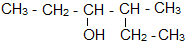 CH₃ - CH₂ - CH - CH - CH₃
OH CH₂ - CH₃